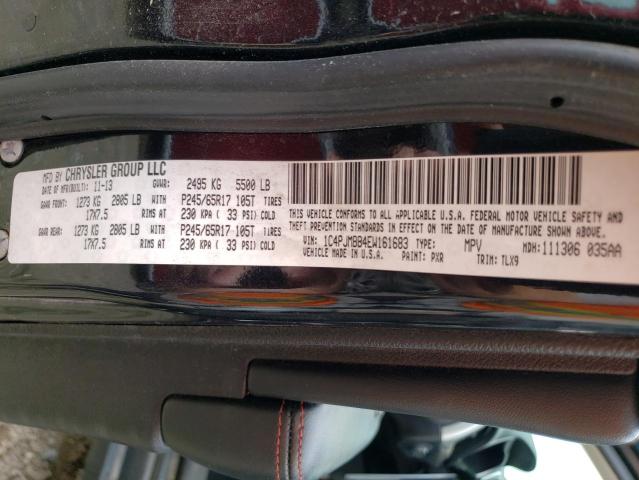 MFD BY CHRYSLER GROUP LLC
DATE OF MFR(BUILT): 11-13 GVWR: 2495 KG 5500 LB
GAWR FRONT: 1273 KG 2805 LB WITH P245/65R17 105T TIRES
17X7.5 RIMS AT 230 KPA ( 33 PSI) COLD
GAWR REAR: 1273 KG 2805 LB WITH P245/65R17 105T TIRES
17X7.5 RIMS AT 230 KPA ( 33 PSI) COLD
THIS VEHICLE CONFORMS TO ALL APPLICABLE U.S.A. FEDERAL MOTOR VEHICLE SAFETY, BUMPER, AND
THEFT PREVENTION STANDARDS IN EFFECT ON THE DATE OF MANUFACTURE SHOWN ABOVE
VIN: 1C4PJMBB4EW161683 TYPE: MPV MDH: 111306 035AA
VEHICLE MADE IN U.S.A. PAINT: PXR TRIM: TLX9